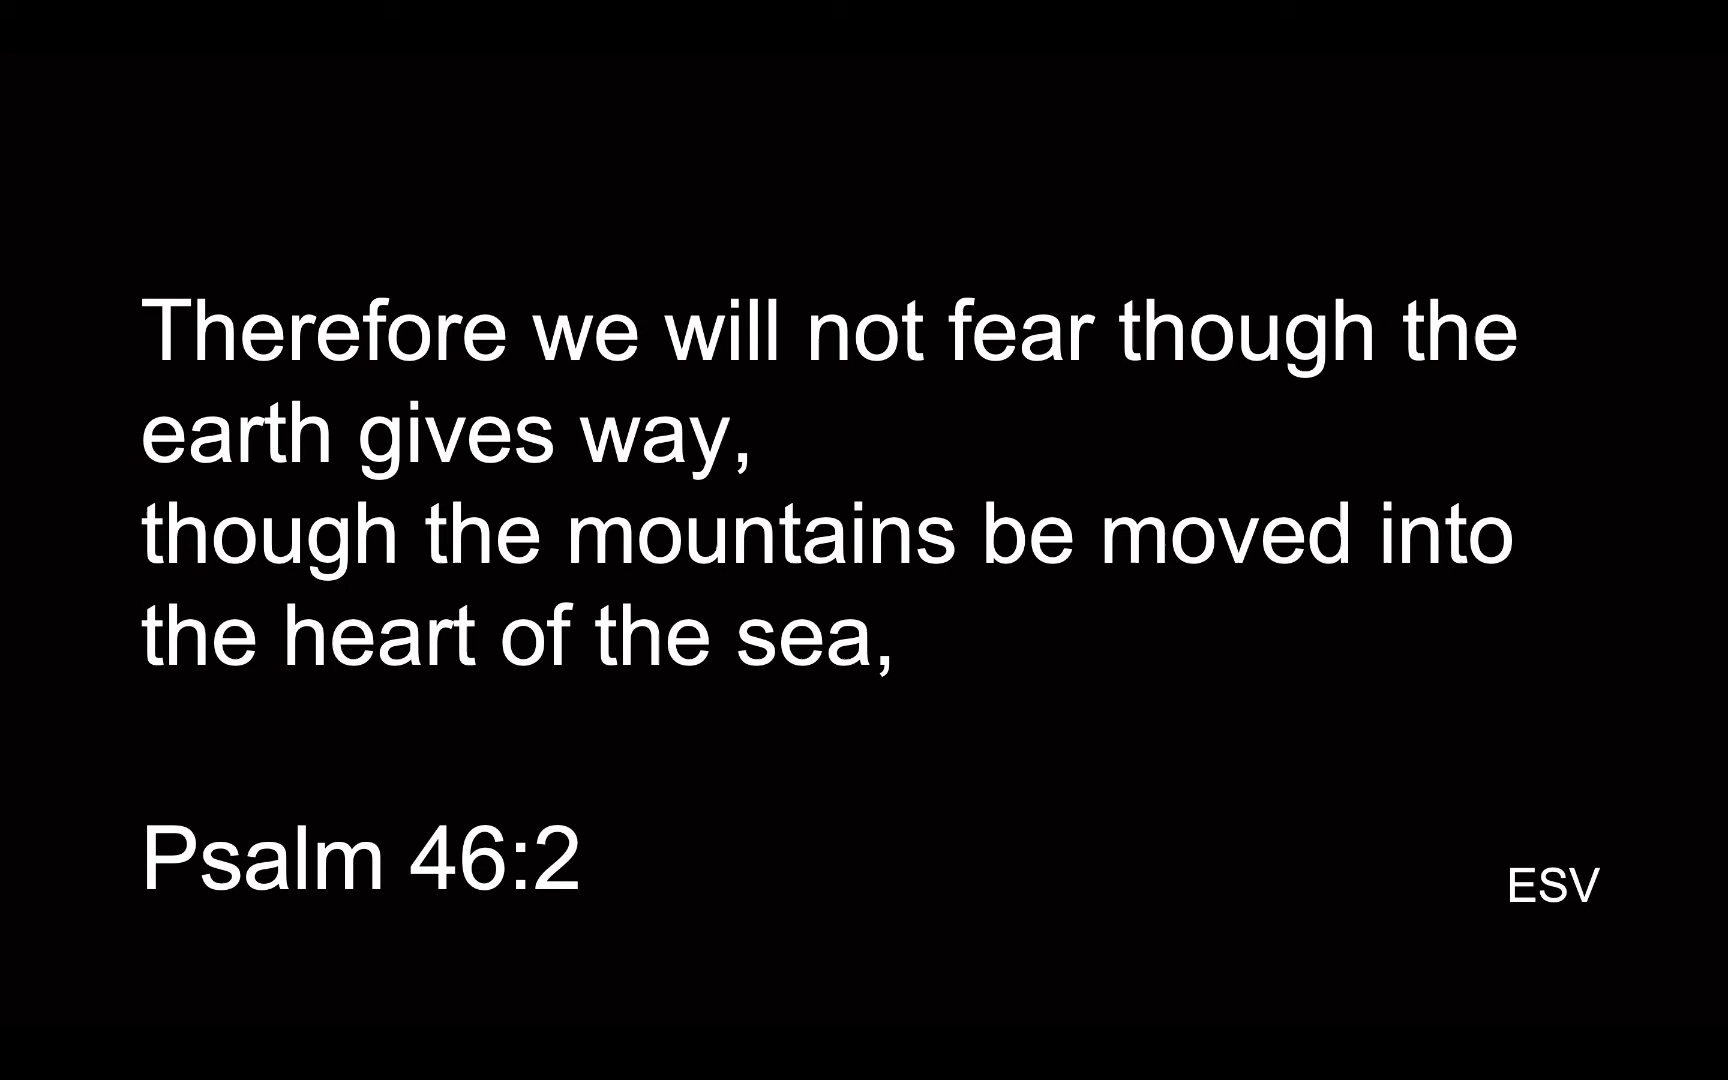 Therefore we will not fear though the
earth gives way,
though the mountains be moved into
the heart of the sea,
Psalm 46:2
ESV